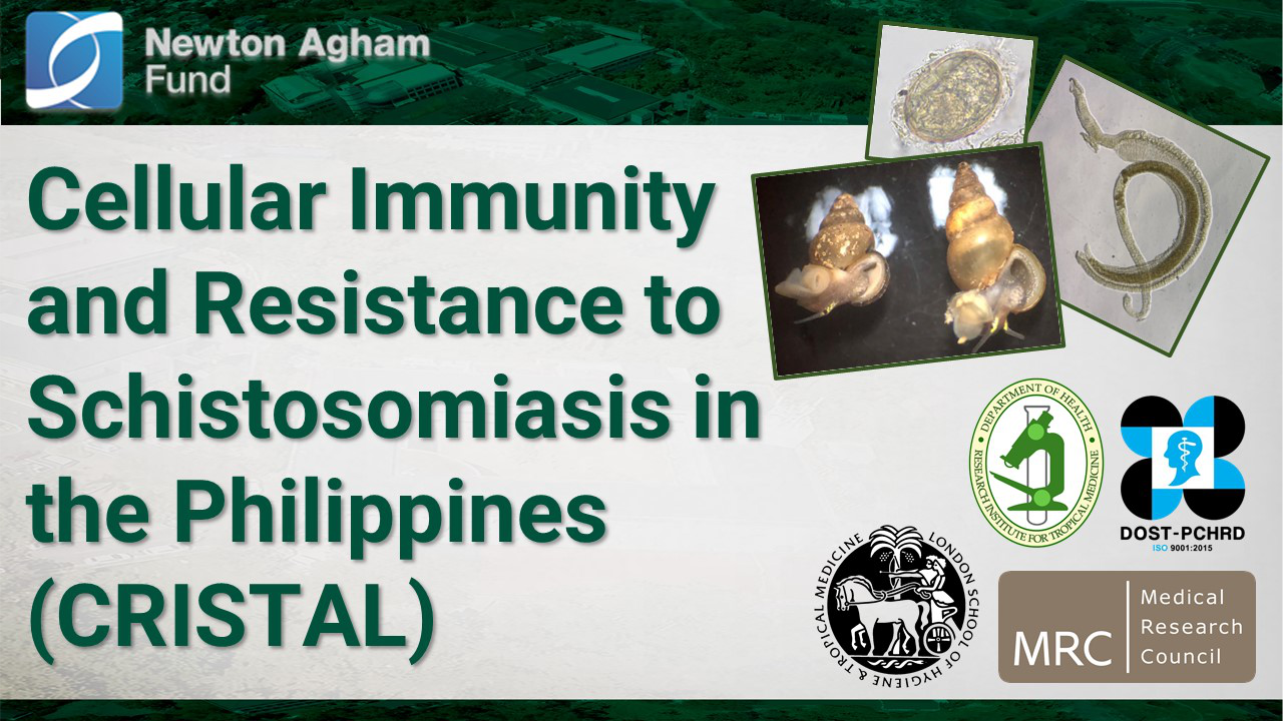 Newton Agham
Fund
Cellular Immunity
and Resistance to
Schistosomiasis in
the Philippines
(CRISTAL)
DEPARTMENT OF HEALTH
RESEARCH INSTITUTE FOR TROPICAL MEDICINE
DOST-PCHRD
ISO 9001:2015
LONDON SCHOOL OF HYGIENE & TROPICAL MEDICINE
MRC
Medical
Research
Council